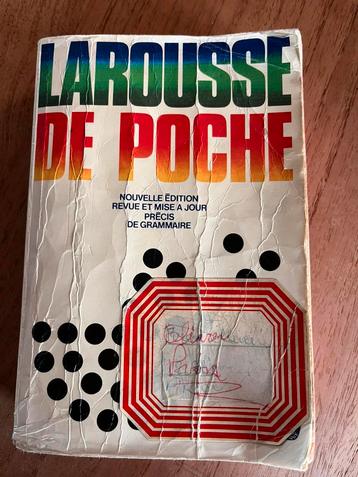 LAROUSSE
DE POCHE
NOUVELLE ÉDITION
REVUE ET MISE A JOUR
PRÉCIS
DE GRAMMAIRE